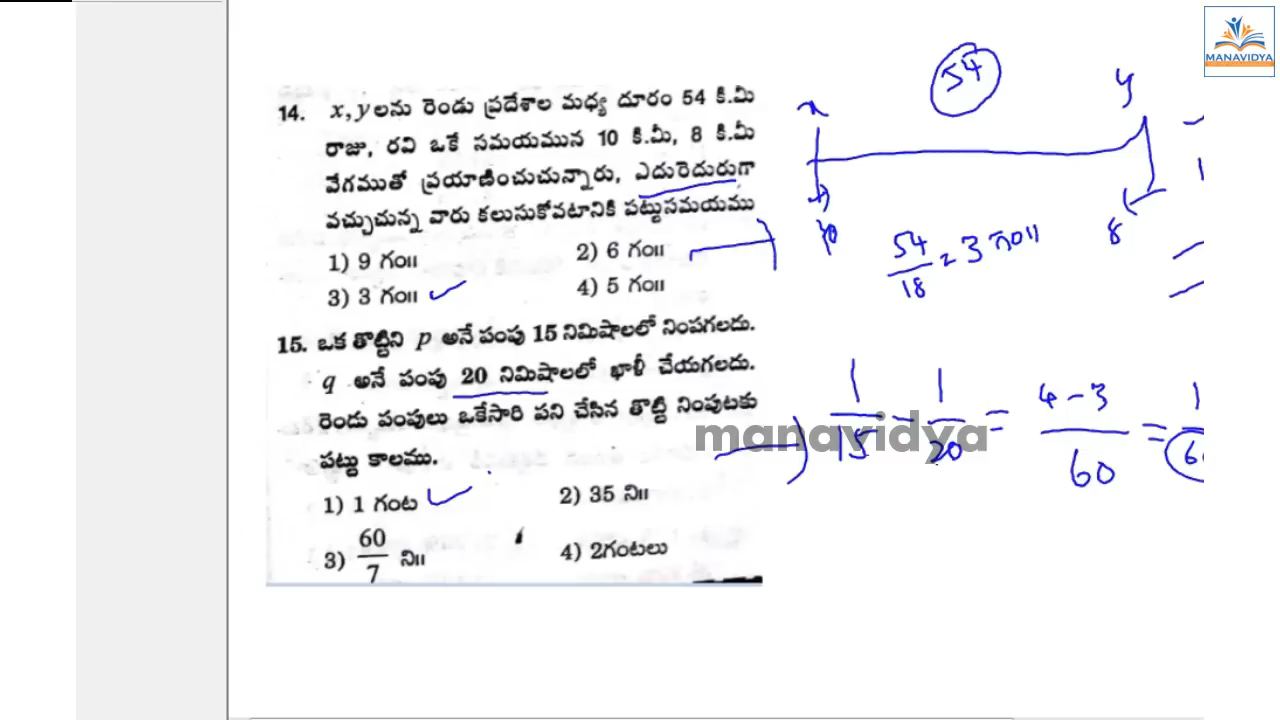 MANAVIDYA
14. x, y లను రెండు ప్రదేశాల మధ్య దూరం 54 కి.మీ
రాజు, రవి ఒకే సమయమున 10 కి.మీ, 8 కి.మీ
వేగముతో ప్రయాణించుచున్నారు, ఎదురెదురుగా
వచ్చుచున్న వారు కలుసుకోవటానికి పట్టుసమయము
1) 9 గం॥ 2) 6 గం॥
3) 3 గం॥ 4) 5 గం॥
15. ఒక తొట్టిని p అనే పంపు 15 నిమిషాలలో నింపగలదు.
q అనే పంపు 20 నిమిషాలలో ఖాళీ చేయగలదు.
రెండు పంపులు ఒకేసారి పని చేసిన తొట్టి నింపుటకు
పట్టు కాలము.
1) 1 గంట 2) 35 ని॥
3) 60/7 ని॥ 4) 2గంటలు
54
x y
10 8
54/18 = 3 గం॥
1/15 - 1/20 = 4-3/60 = 1/60
manavidya